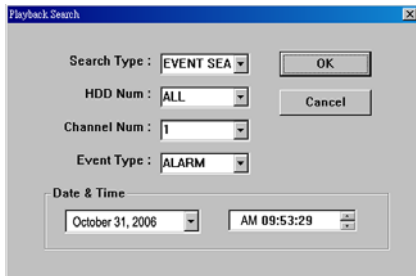 Playback Search
Search Type : EVENT SEA
OK
HDD Num : ALL
Cancel
Channel Num : 1
Event Type : ALARM
Date & Time
October 31, 2006
AM 09:53:29